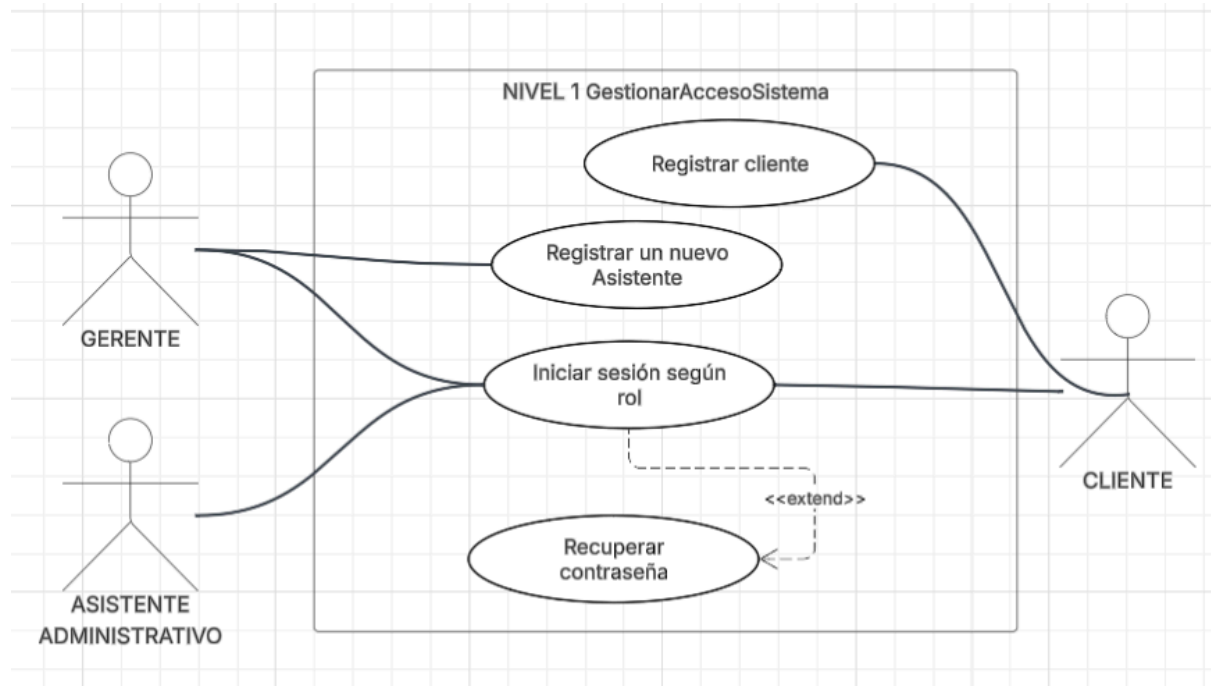 NIVEL 1 GestionarAccesoSistema
Registrar cliente
Registrar un nuevo
Asistente
GERENTE
Iniciar sesión según
rol
CLIENTE
<<extend>>
Recuperar
contraseña
ASISTENTE
ADMINISTRATIVO